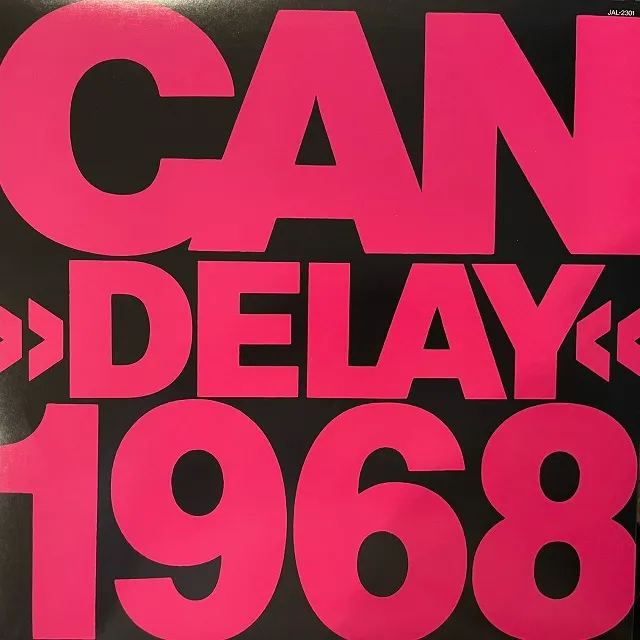 JAL-2301
CAN
»DELAY«
1968